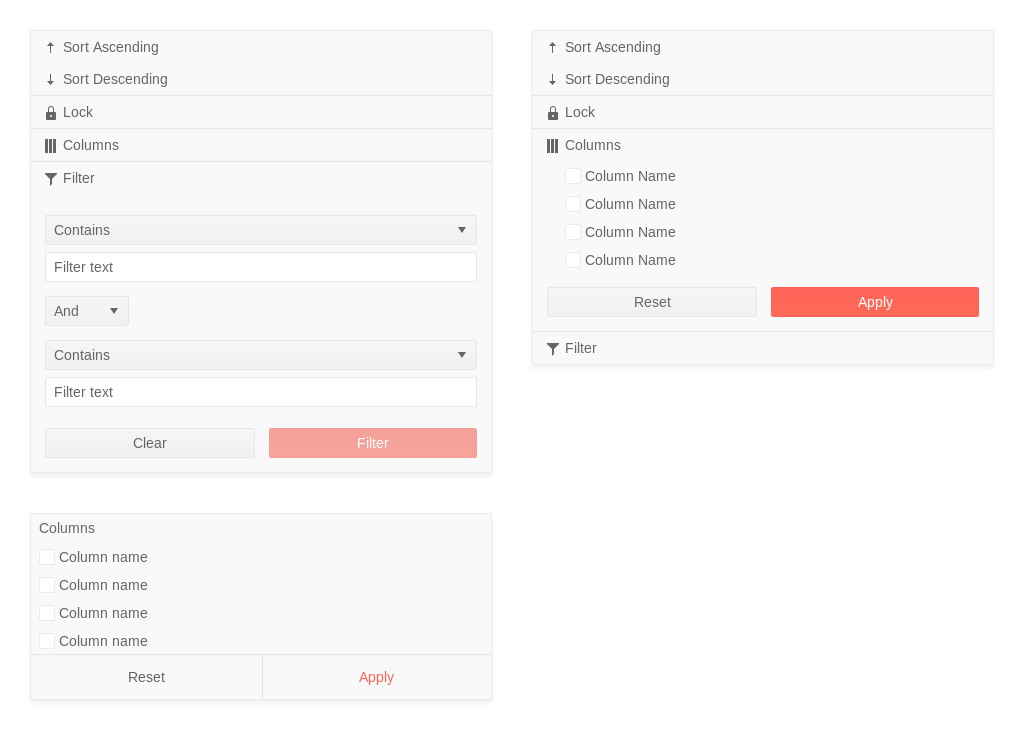 Sort Ascending
Sort Descending
Lock
Columns
Filter
Contains
Filter text
And
Contains
Filter text
Clear
Filter
Sort Ascending
Sort Descending
Lock
Columns
Column Name
Column Name
Column Name
Column Name
Reset
Apply
Filter
Columns
Column name
Column name
Column name
Column name
Reset
Apply